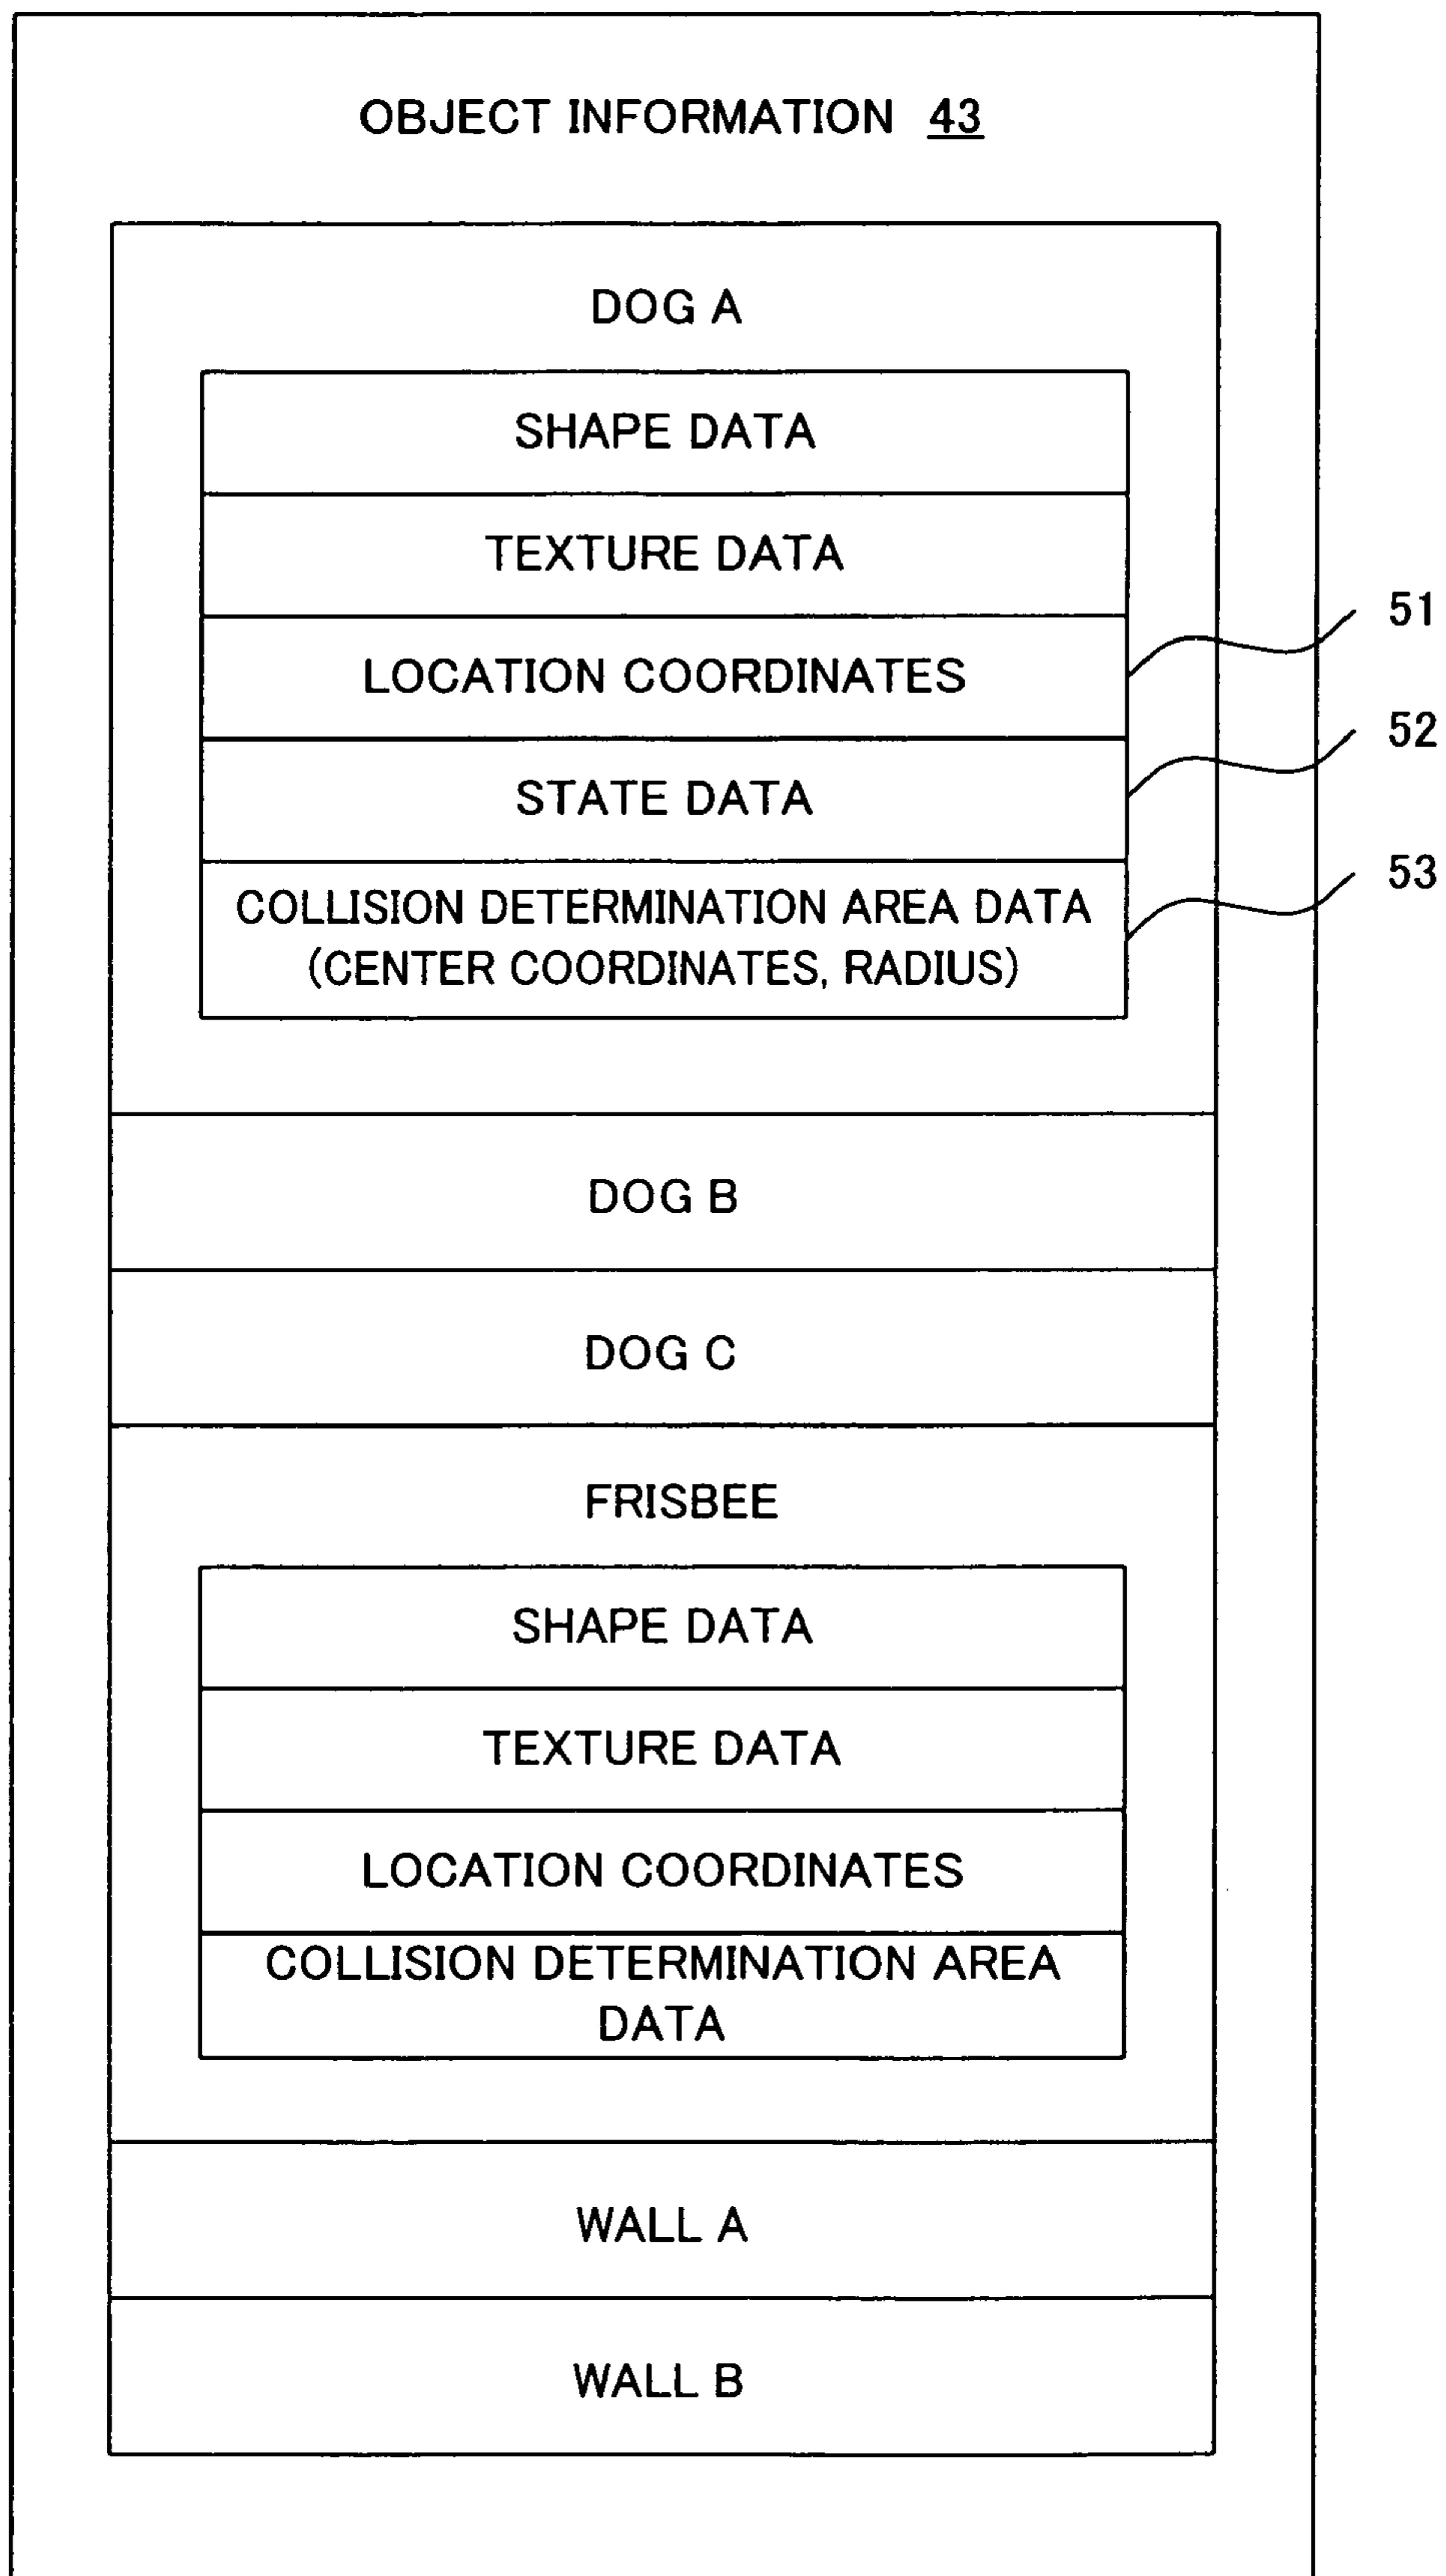 OBJECT INFORMATION 43
DOG A
SHAPE DATA
TEXTURE DATA
LOCATION COORDINATES
51
STATE DATA
52
COLLISION DETERMINATION AREA DATA
(CENTER COORDINATES, RADIUS)
53
DOG B
DOG C
FRISBEE
SHAPE DATA
TEXTURE DATA
LOCATION COORDINATES
COLLISION DETERMINATION AREA
DATA
WALL A
WALL B